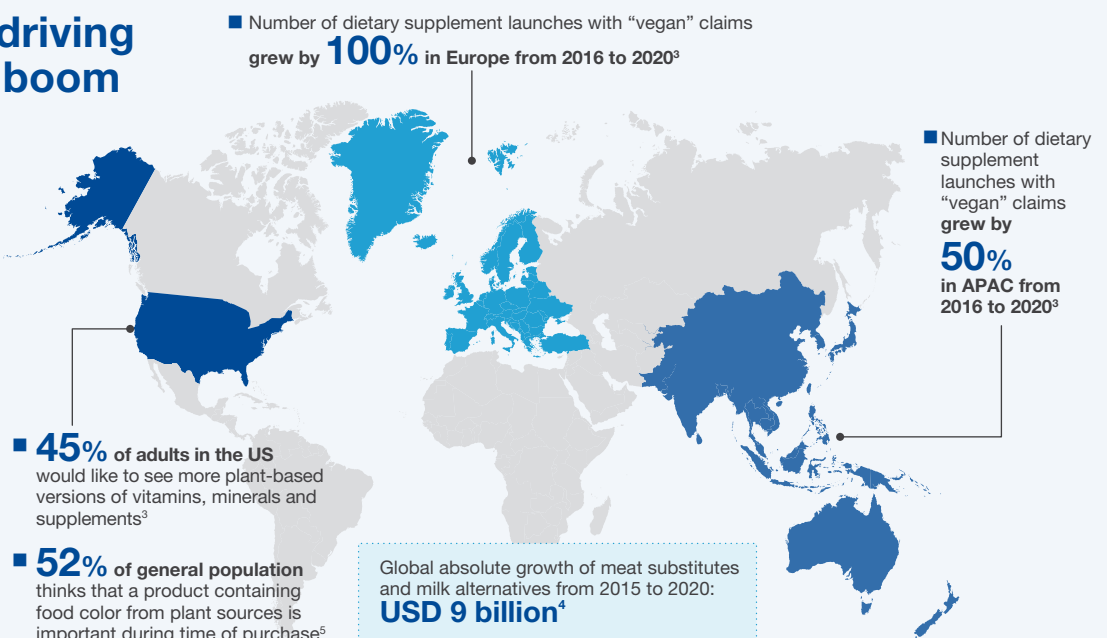 driving
boom
Number of dietary supplement launches with “vegan” claims
grew by 100% in Europe from 2016 to 2020³
Number of dietary
supplement
launches with
“vegan” claims
grew by
50%
in APAC from
2016 to 2020³
45% of adults in the US
would like to see more plant-based
versions of vitamins, minerals and
supplements³
52% of general population
thinks that a product containing
food color from plant sources is
important during time of purchase⁵
Global absolute growth of meat substitutes
and milk alternatives from 2015 to 2020:
USD 9 billion⁴